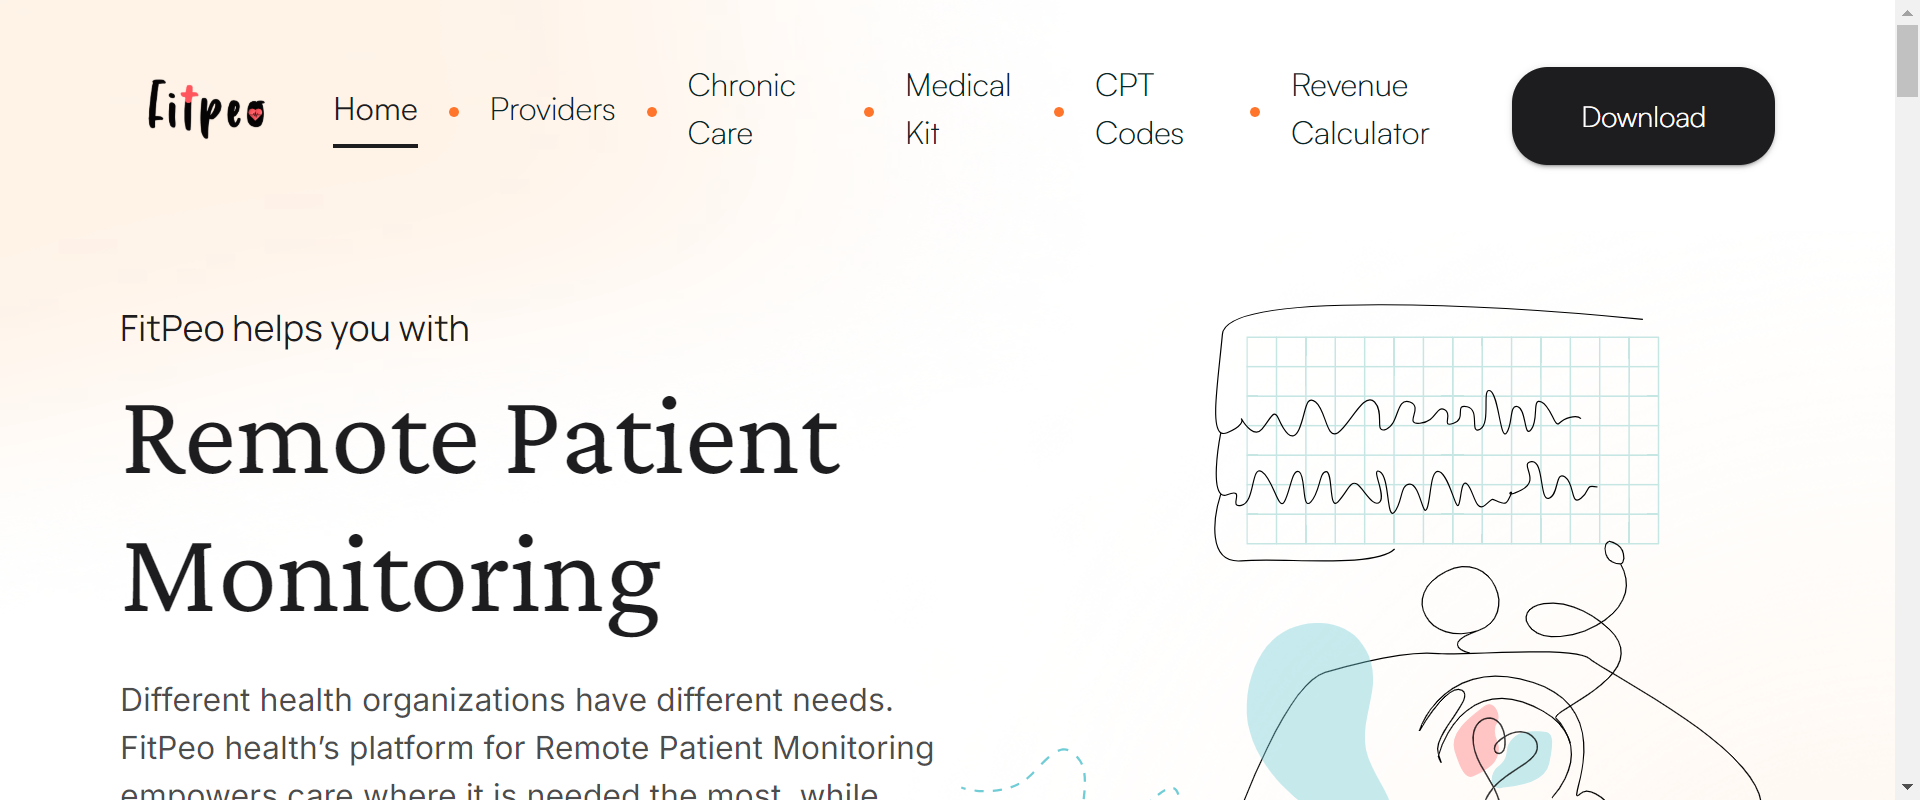 Fitpeo
Home
Providers
Chronic
Care
Medical
Kit
CPT
Codes
Revenue
Calculator
Download
FitPeo helps you with
Remote Patient
Monitoring
Different health organizations have different needs.
FitPeo health’s platform for Remote Patient Monitoring
empowers care where it is needed the most, while